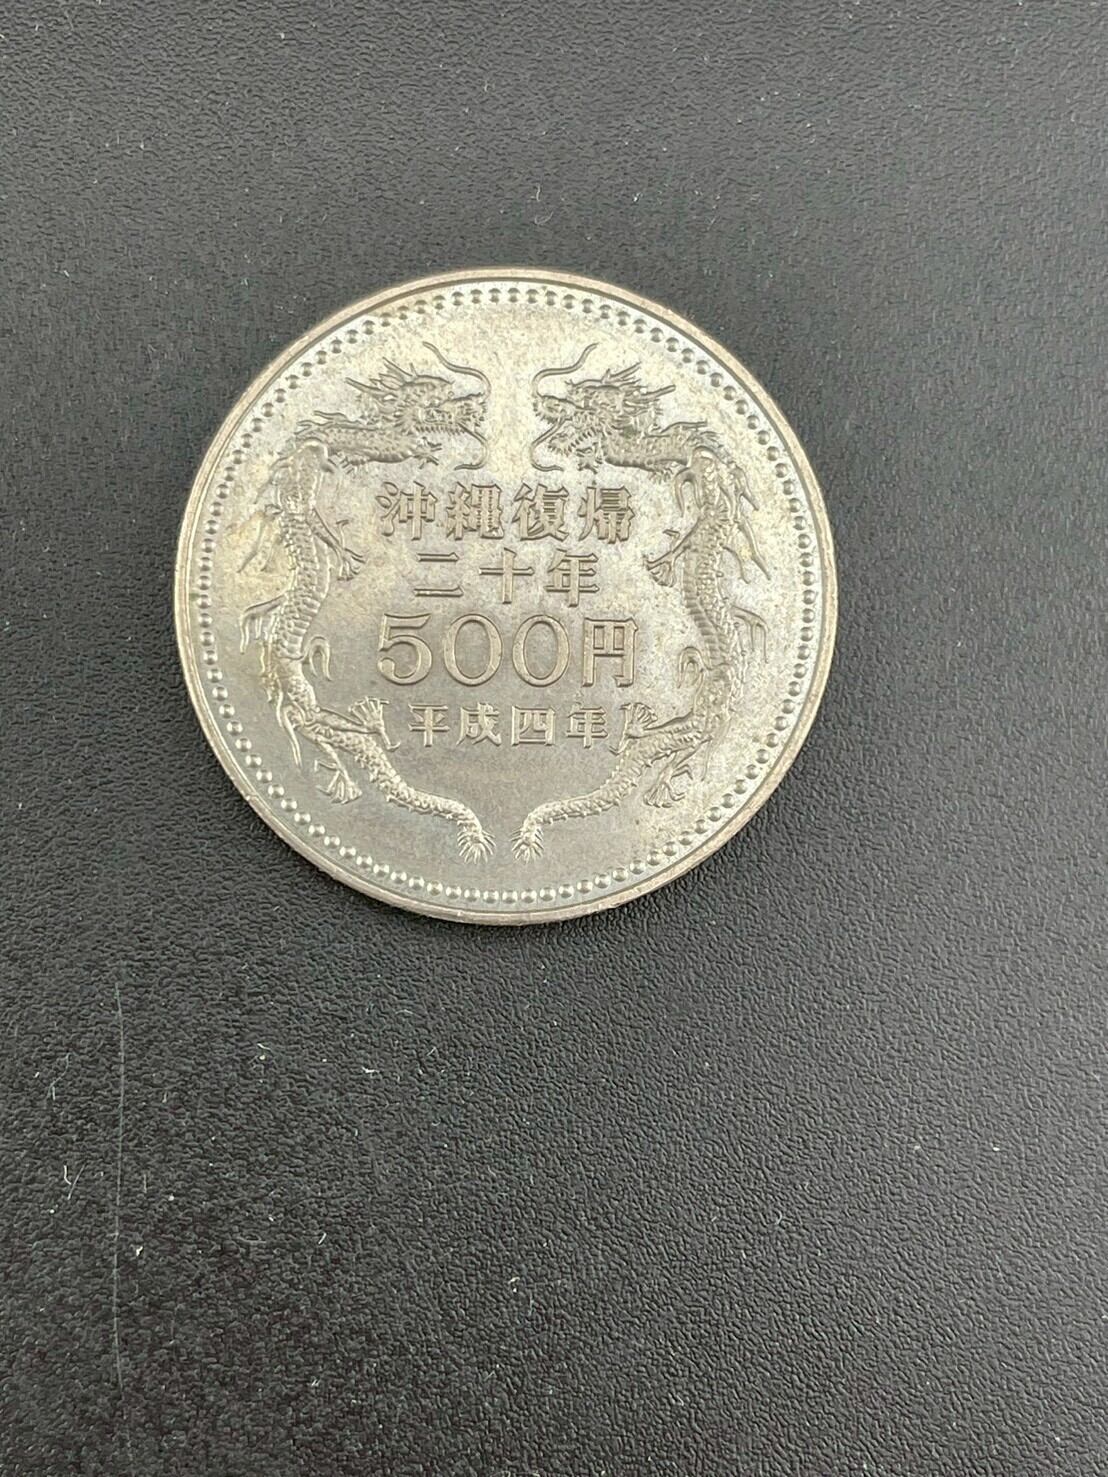 沖縄復帰
二十年
500円
平成四年